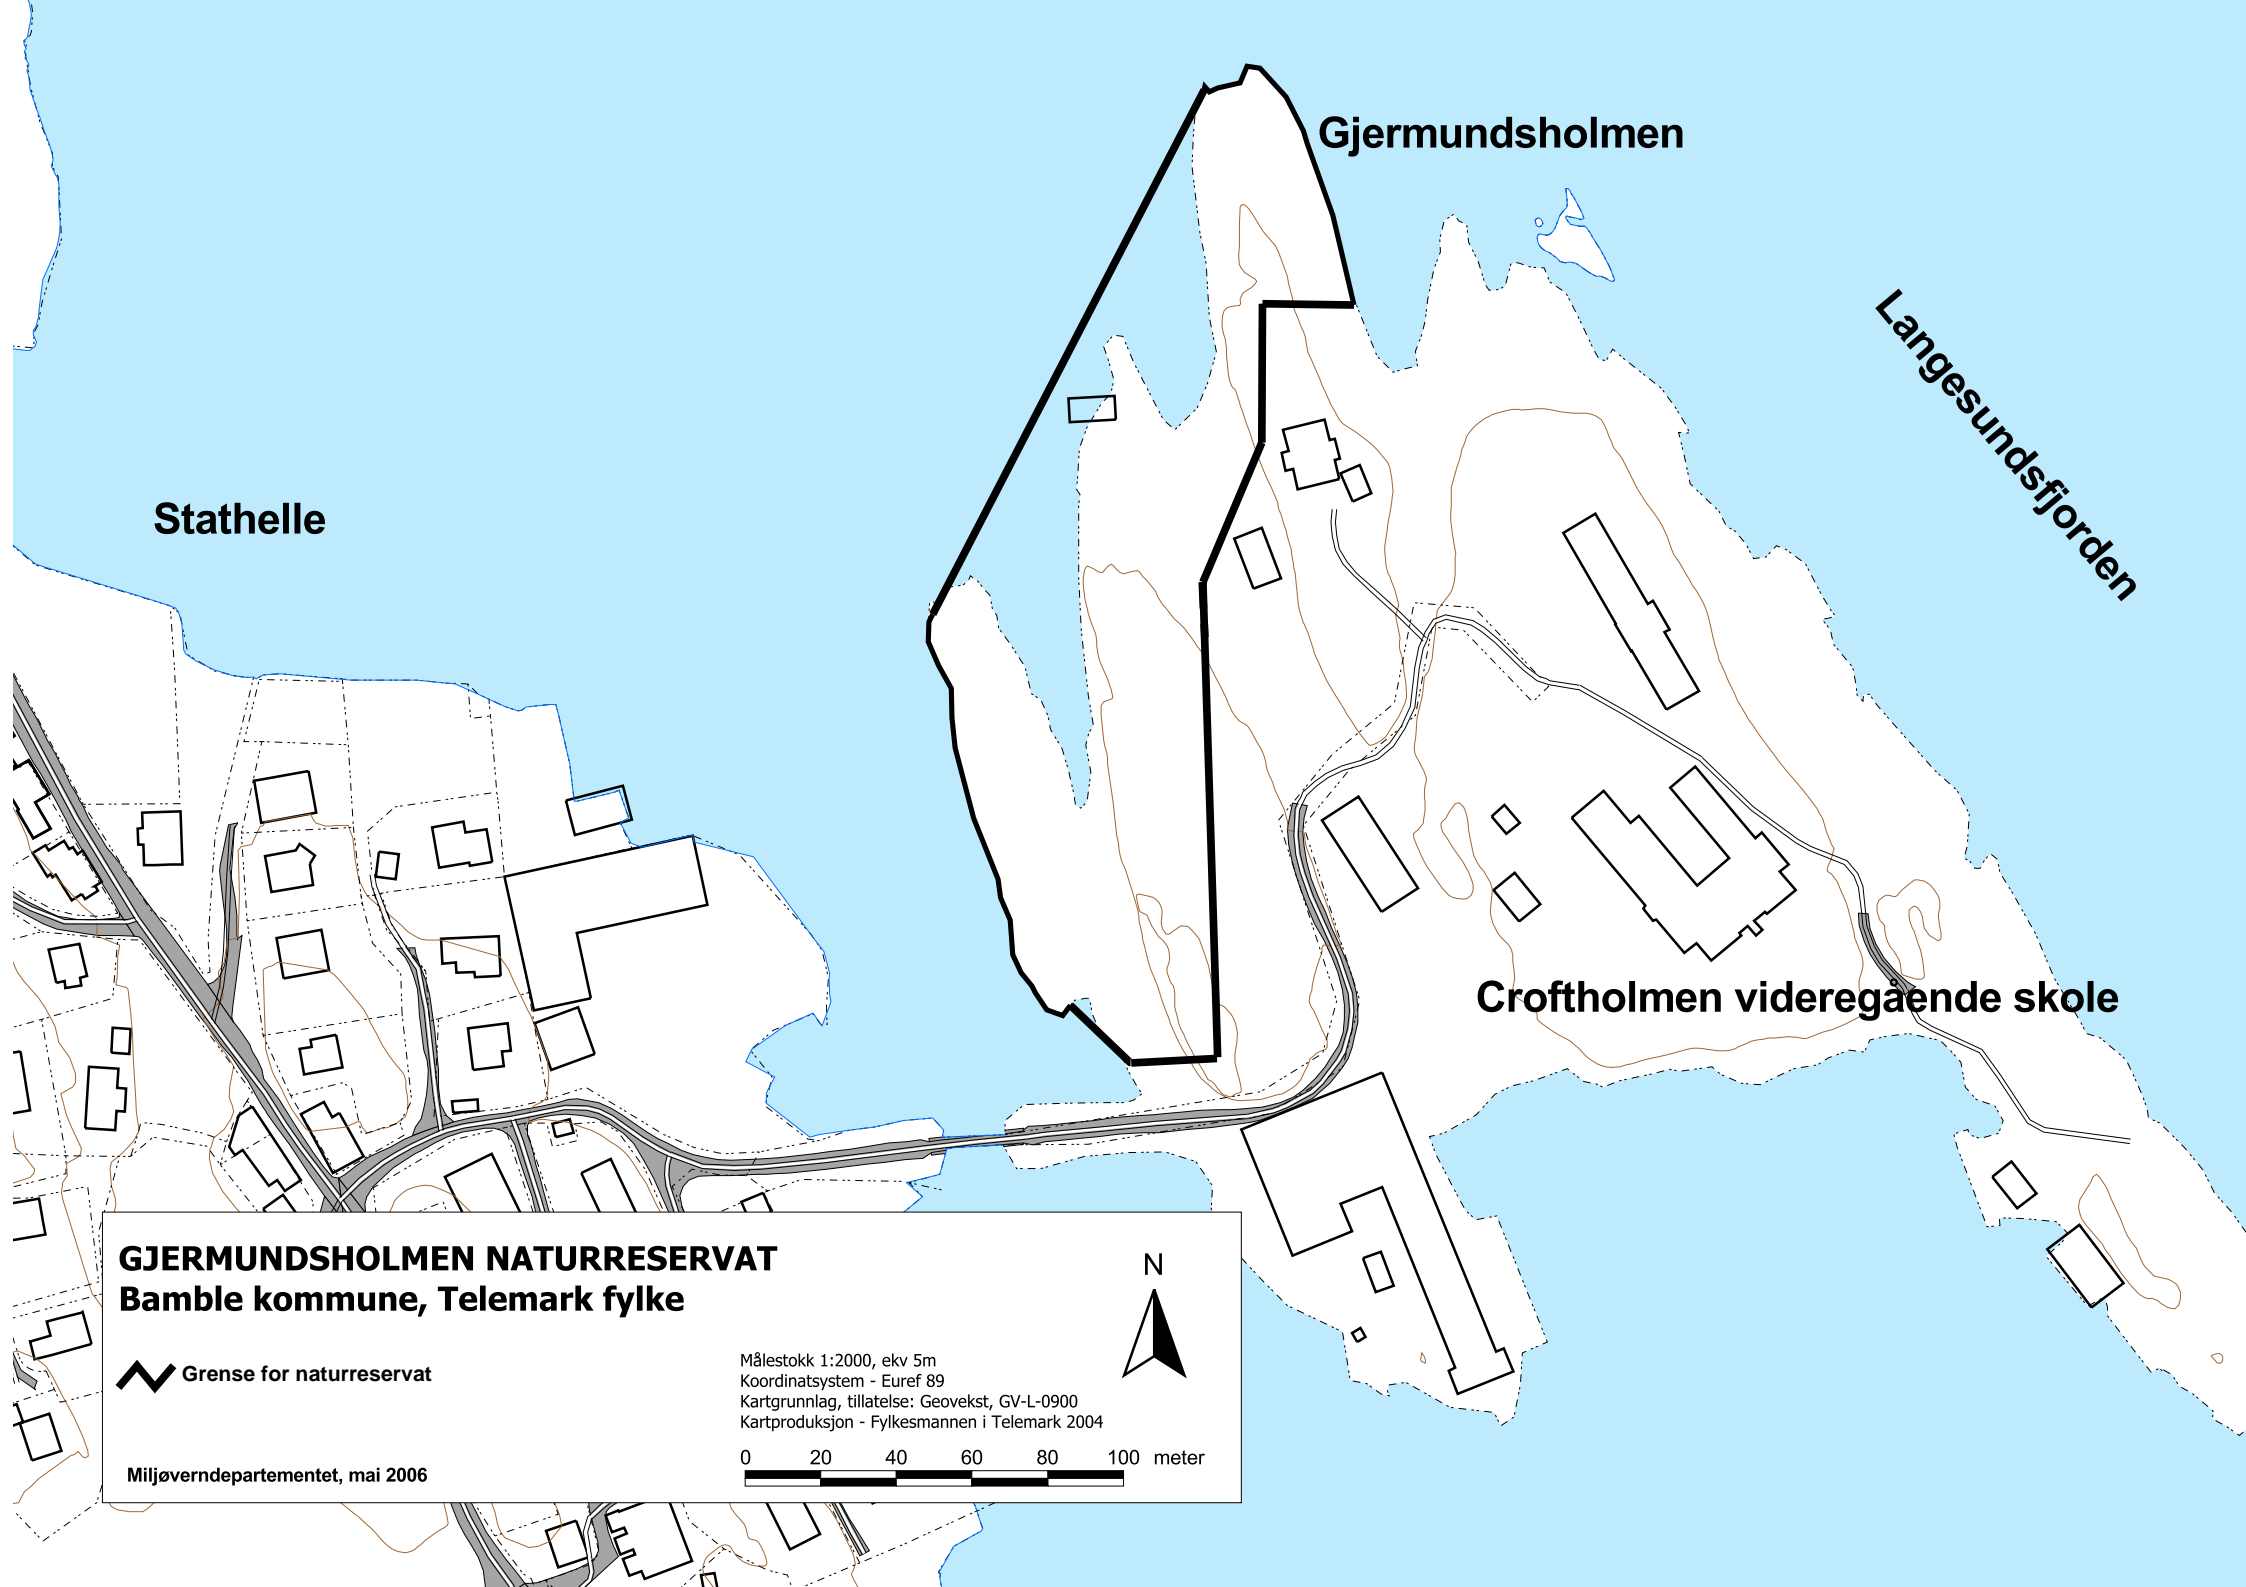 Gjermundsholmen
Langesundsfjorden
Stathelle
Croftholmen videregående skole
GJERMUNDSHOLMEN NATURRESERVAT
Bamble kommune, Telemark fylke
N
Grense for naturreservat
Målestokk 1:2000, ekv 5m
Koordinatsystem - Euref 89
Kartgrunnlag, tillatelse: Geovekst, GV-L-0900
Kartproduksjon - Fylkesmannen i Telemark 2004
0 20 40 60 80 100 meter
Miljøverndepartementet, mai 2006